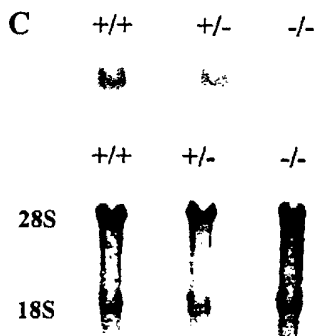 C +/+ +/- -/-
+/+ +/- -/-
28S
18S